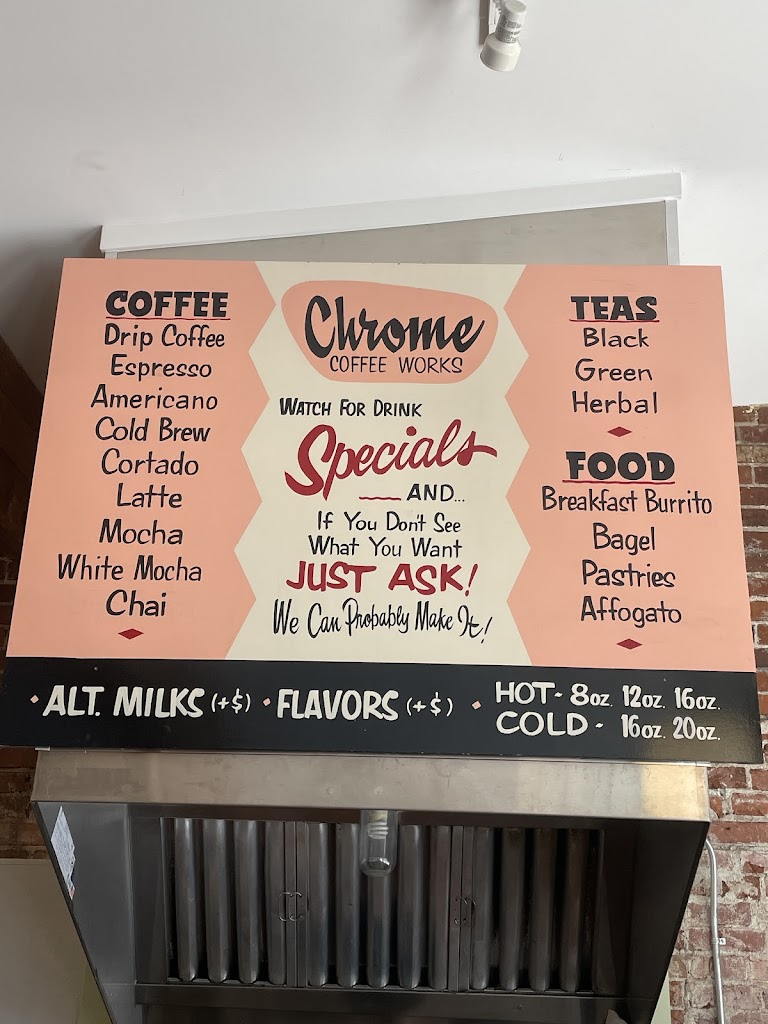 COFFEE
Drip Coffee
Espresso
Americano
Cold Brew
Cortado
Latte
Mocha
White Mocha
Chai
Chrome
COFFEE WORKS
WATCH FOR DRINK
Specials
AND...
If You Don't See
What You Want
JUST ASK!
We Can Probably Make It!
TEAS
Black
Green
Herbal
FOOD
Breakfast Burrito
Bagel
Pastries
Affogato
ALT. MILKS (+$) FLAVORS (+$)
HOT - 8oz. 12oz. 16oz.
COLD - 16oz. 20oz.